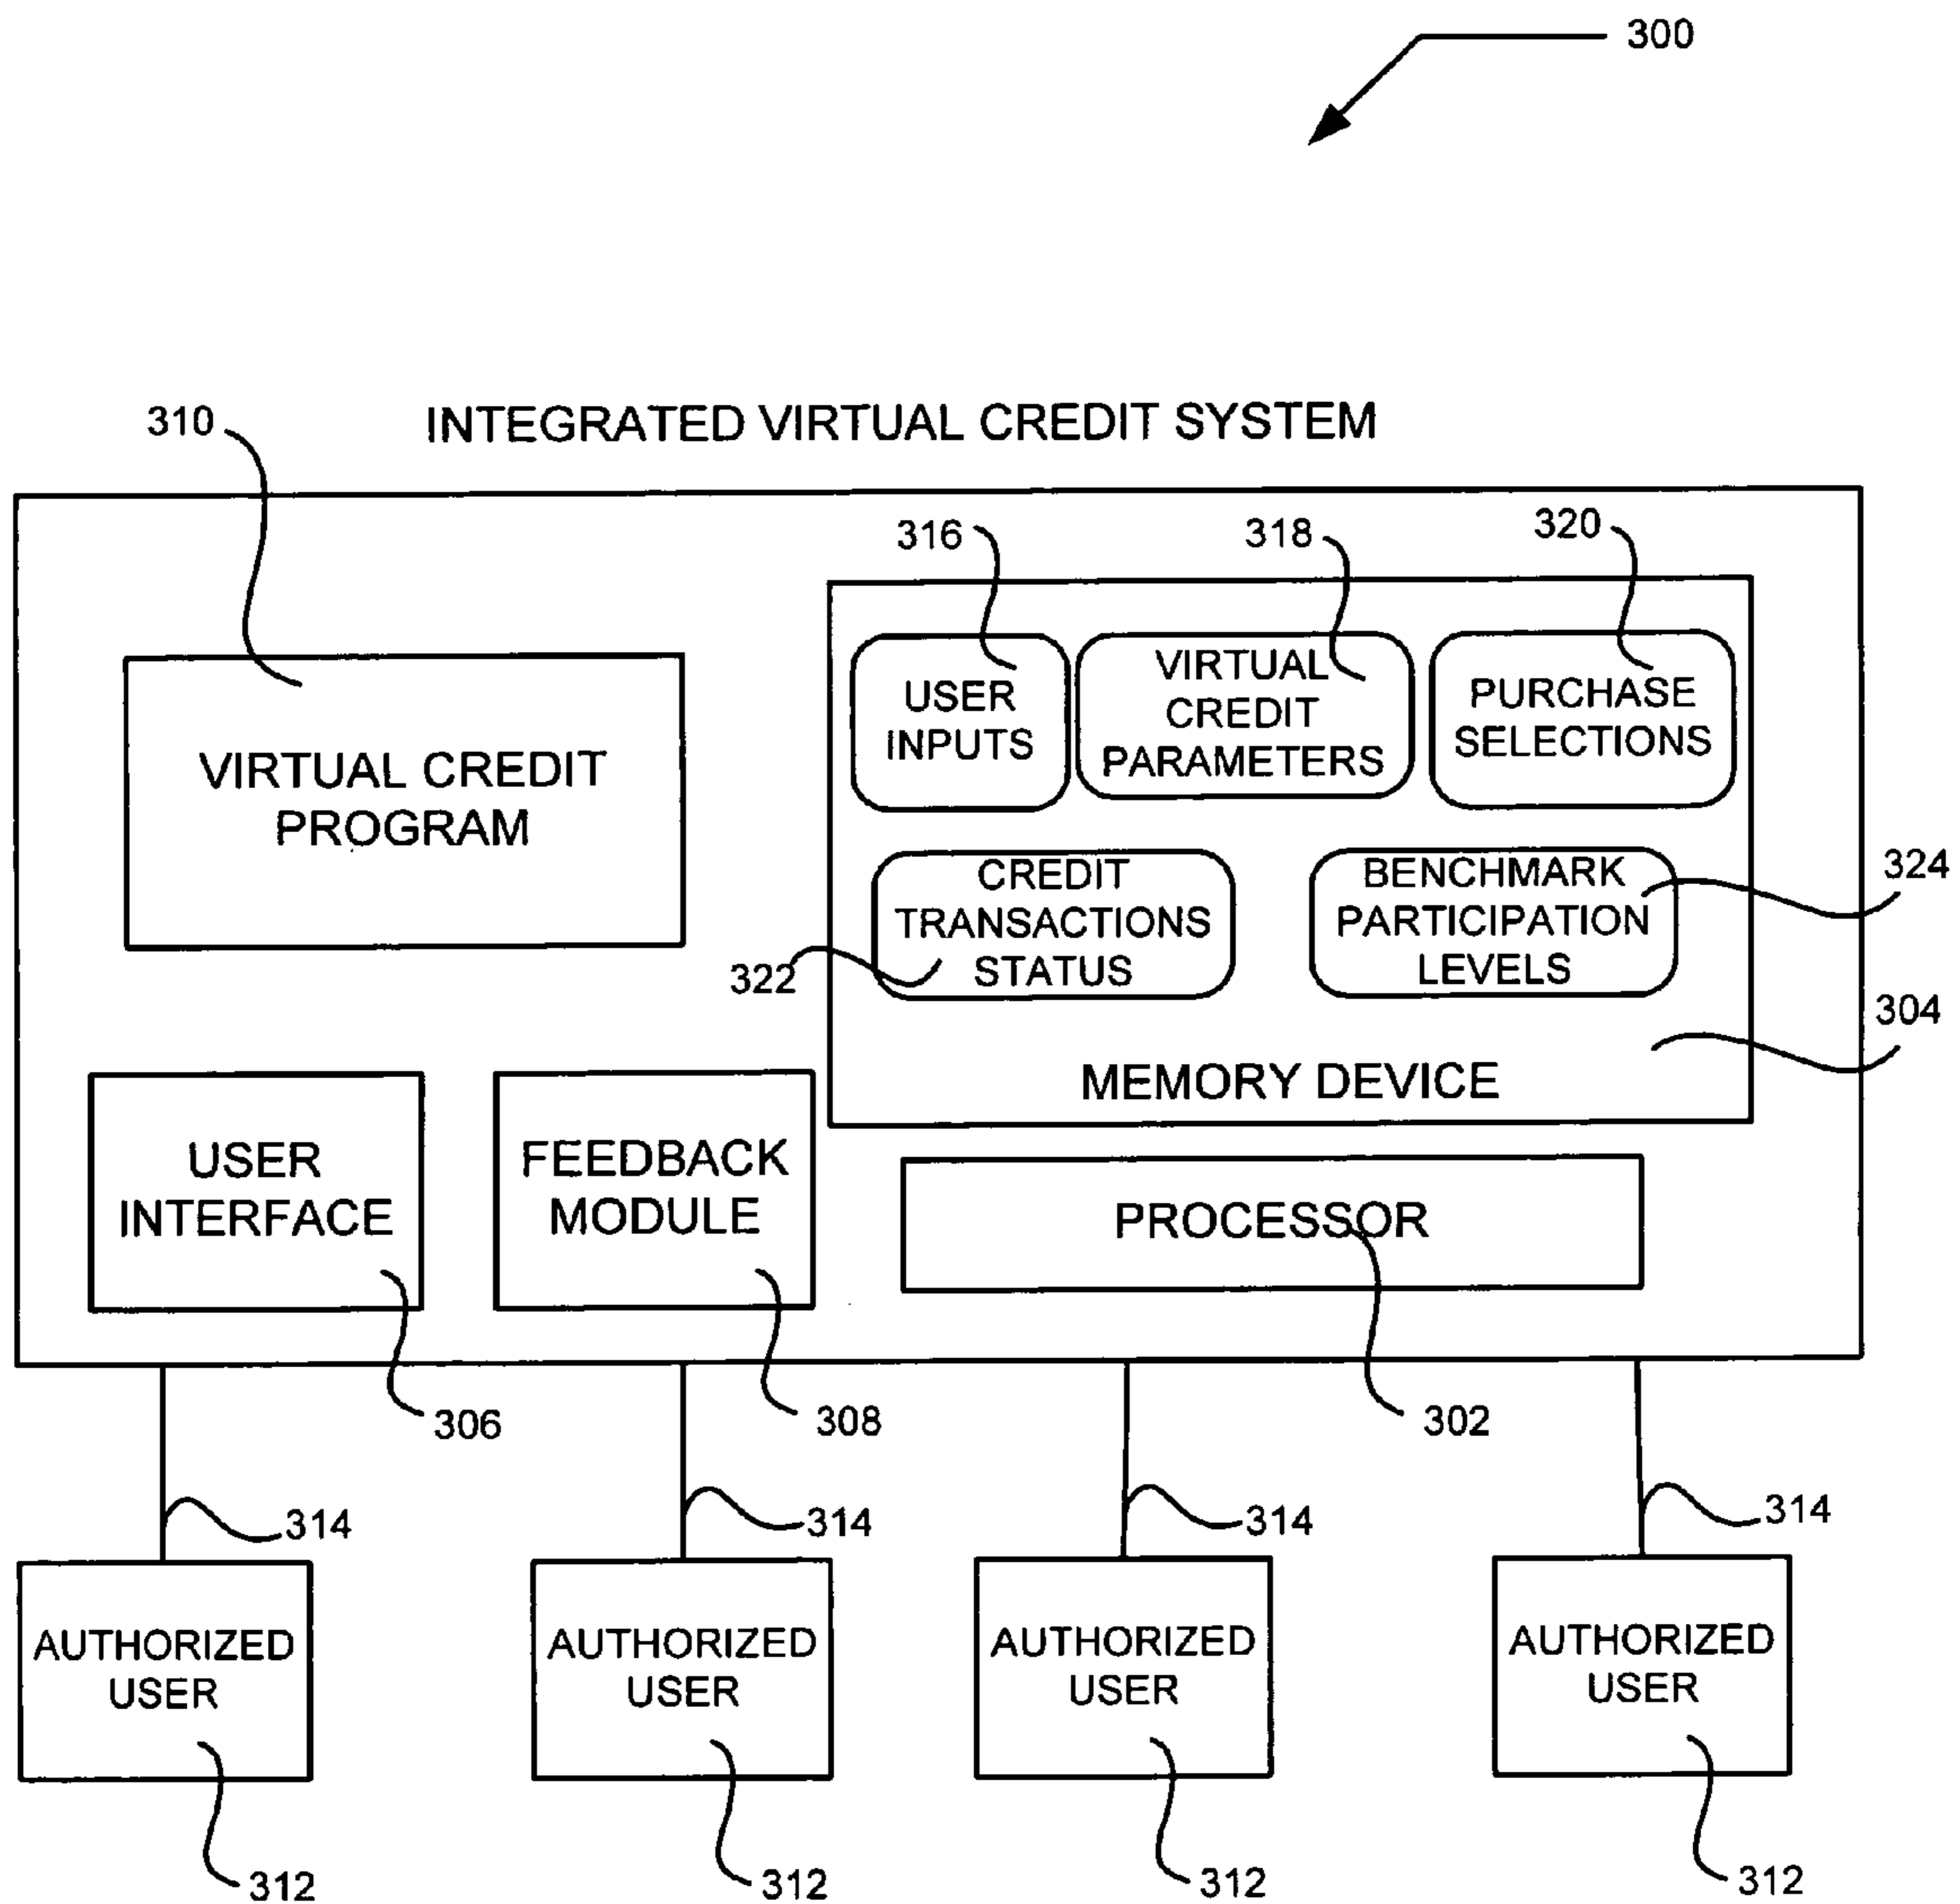 300
310
INTEGRATED VIRTUAL CREDIT SYSTEM
316
318
320
VIRTUAL CREDIT
PROGRAM
USER
INPUTS
VIRTUAL
CREDIT
PARAMETERS
PURCHASE
SELECTIONS
CREDIT
TRANSACTIONS
STATUS
322
BENCHMARK
PARTICIPATION
LEVELS
324
304
MEMORY DEVICE
USER
INTERFACE
FEEDBACK
MODULE
PROCESSOR
306
308
302
314
314
314
314
AUTHORIZED
USER
AUTHORIZED
USER
AUTHORIZED
USER
AUTHORIZED
USER
312
312
312
312